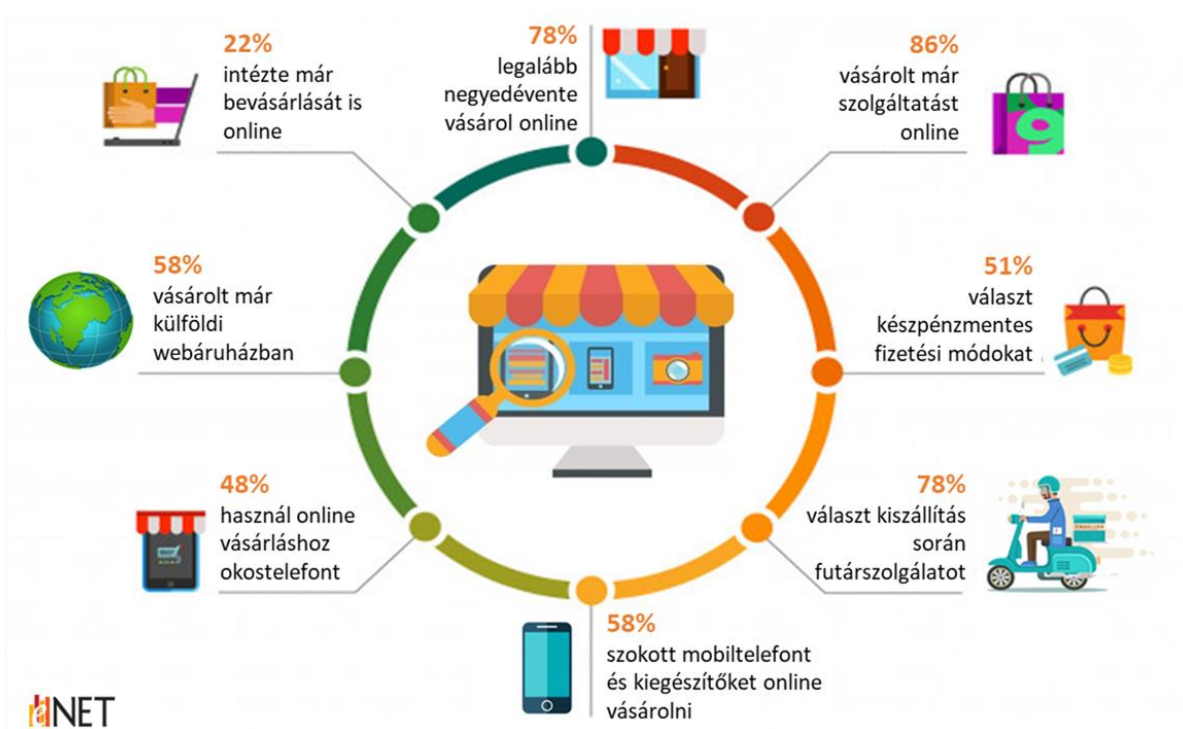 22%
intézte már
bevásárlását is
online
78%
legalább
negyedévente
vásárol online
86%
vásárolt már
szolgáltatást
online
58%
vásárolt már
külföldi
webáruházban
51%
választ
készpénzmentes
fizetési módokat
48%
használ online
vásárláshoz
okostelefont
78%
választ kiszállítás
során
futárszolgálatot
58%
szokott mobiltelefont
és kiegészítőket online
vásárolni
eNET